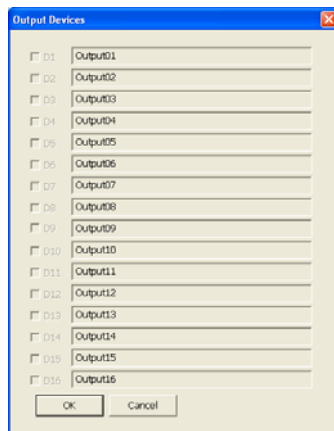 Output Devices
D1 Output01
D2 Output02
D3 Output03
D4 Output04
D5 Output05
D6 Output06
D7 Output07
D8 Output08
D9 Output09
D10 Output10
D11 Output11
D12 Output12
D13 Output13
D14 Output14
D15 Output15
D16 Output16
OK Cancel